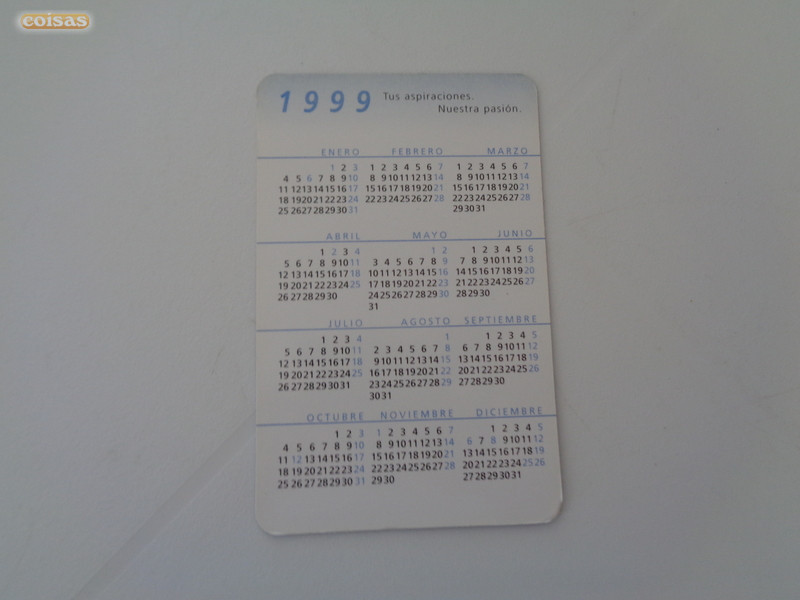 coisas
1999 Tus aspiraciones.
Nuestra pasión.
ENERO FEBRERO MARZO
1 2 3 1 2 3 4 5 6 7 1 2 3 4 5 6 7
4 5 6 7 8 9 10 8 9 10 11 12 13 14 8 9 10 11 12 13 14
11 12 13 14 15 16 17 15 16 17 18 19 20 21 15 16 17 18 19 20 21
18 19 20 21 22 23 24 22 23 24 25 26 27 28 22 23 24 25 26 27 28
25 26 27 28 29 30 31 29 30 31
ABRIL MAYO JUNIO
1 2 3 4 1 2 1 2 3 4 5 6
5 6 7 8 9 10 11 3 4 5 6 7 8 9 7 8 9 10 11 12 13
12 13 14 15 16 17 18 10 11 12 13 14 15 16 14 15 16 17 18 19 20
19 20 21 22 23 24 25 17 18 19 20 21 22 23 21 22 23 24 25 26 27
26 27 28 29 30 24 25 26 27 28 29 30 28 29 30
31
JULIO AGOSTO SEPTIEMBRE
1 2 3 4 1 1 2 3 4 5
5 6 7 8 9 10 11 2 3 4 5 6 7 8 6 7 8 9 10 11 12
12 13 14 15 16 17 18 9 10 11 12 13 14 15 13 14 15 16 17 18 19
19 20 21 22 23 24 25 16 17 18 19 20 21 22 20 21 22 23 24 25 26
26 27 28 29 30 31 23 24 25 26 27 28 29 27 28 29 30
30 31
OCTUBRE NOVIEMBRE DICIEMBRE
1 2 3 1 2 3 4 5 6 7 1 2 3 4 5
4 5 6 7 8 9 10 8 9 10 11 12 13 14 6 7 8 9 10 11 12
11 12 13 14 15 16 17 15 16 17 18 19 20 21 13 14 15 16 17 18 19
18 19 20 21 22 23 24 22 23 24 25 26 27 28 20 21 22 23 24 25 26
25 26 27 28 29 30 31 29 30 27 28 29 30 31